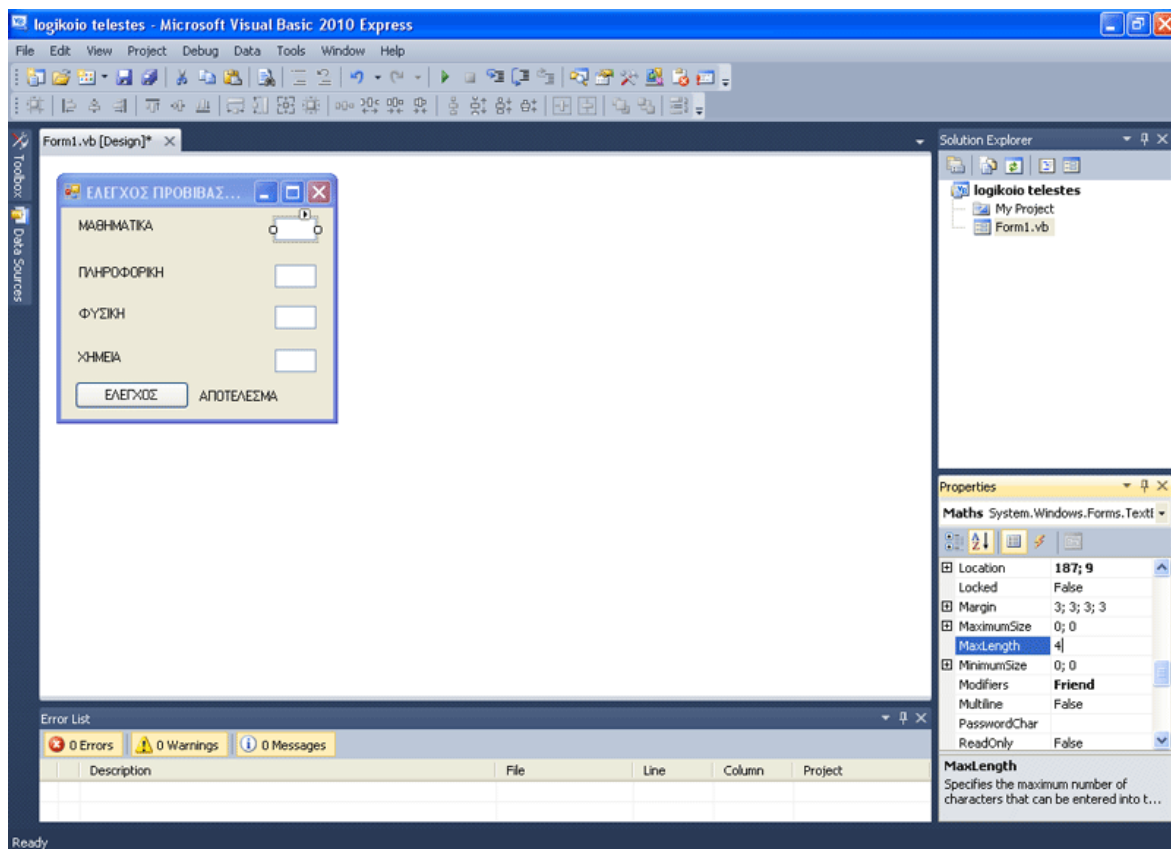 logikoio telestes - Microsoft Visual Basic 2010 Express
File Edit View Project Debug Data Tools Window Help
Form1.vb [Design]*
Toolbox
Data Sources
ΕΛΕΓΧΟΣ ΠΡΟΒΙΒΑΣ...
ΜΑΘΗΜΑΤΙΚΑ
ΠΛΗΡΟΦΟΡΙΚΗ
ΦΥΣΙΚΗ
ΧΗΜΕΙΑ
ΕΛΕΓΧΟΣ ΑΠΟΤΕΛΕΣΜΑ
Solution Explorer
logikoio telestes
My Project
Form1.vb
Properties
Maths System.Windows.Forms.Text
Location 187; 9
Locked False
Margin 3; 3; 3; 3
MaximumSize 0; 0
MaxLength 4
MinimumSize 0; 0
Modifiers Friend
Multiline False
PasswordChar
ReadOnly False
MaxLength
Specifies the maximum number of
characters that can be entered into t...
Error List
0 Errors 0 Warnings 0 Messages
Description File Line Column Project
Ready